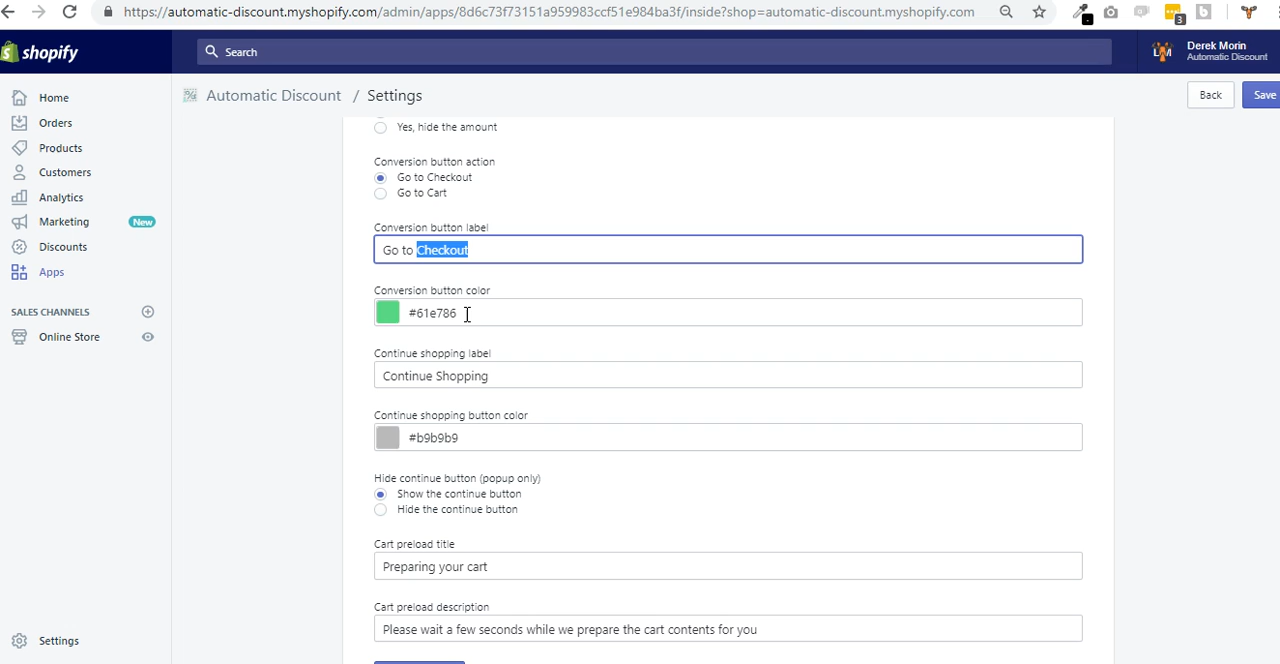 https://automatic-discount.myshopify.com/admin/apps/8d6c73f73151a959983ccf51e984ba3f/inside?shop=automatic-discount.myshopify.com
3
shopify
Search
Derek Morin
Automatic Discount
Home
Orders
Products
Customers
Analytics
Marketing New
Discounts
Apps
SALES CHANNELS
Online Store
Settings
Automatic Discount / Settings
Back
Save
Yes, hide the amount
Conversion button action
Go to Checkout
Go to Cart
Conversion button label
Go to Checkout
Conversion button color
#61e786
Continue shopping label
Continue Shopping
Continue shopping button color
#b9b9b9
Hide continue button (popup only)
Show the continue button
Hide the continue button
Cart preload title
Preparing your cart
Cart preload description
Please wait a few seconds while we prepare the cart contents for you